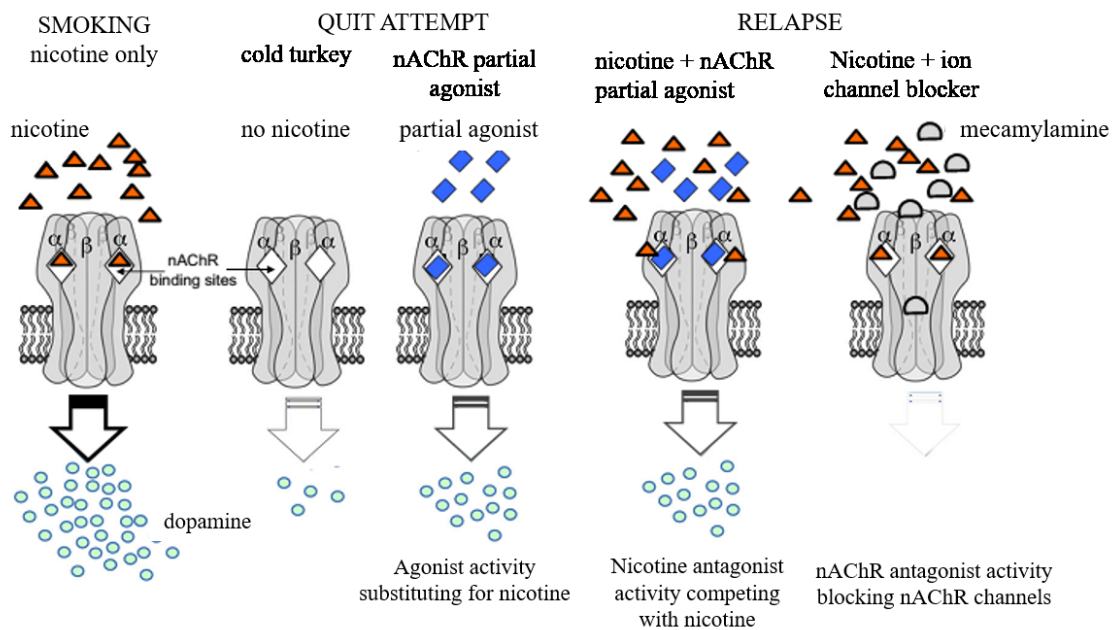 SMOKING
nicotine only
QUIT ATTEMPT
RELAPSE
cold turkey
nAChR partial
agonist
nicotine + nAChR
partial agonist
Nicotine + ion
channel blocker
nicotine
no nicotine
partial agonist
mecamylamine
α β β α
α β β α
α β β α
α β β α
α β β α
nAChR
binding sites
dopamine
Agonist activity
substituting for nicotine
Nicotine antagonist
activity competing
with nicotine
nAChR antagonist activity
blocking nAChR channels